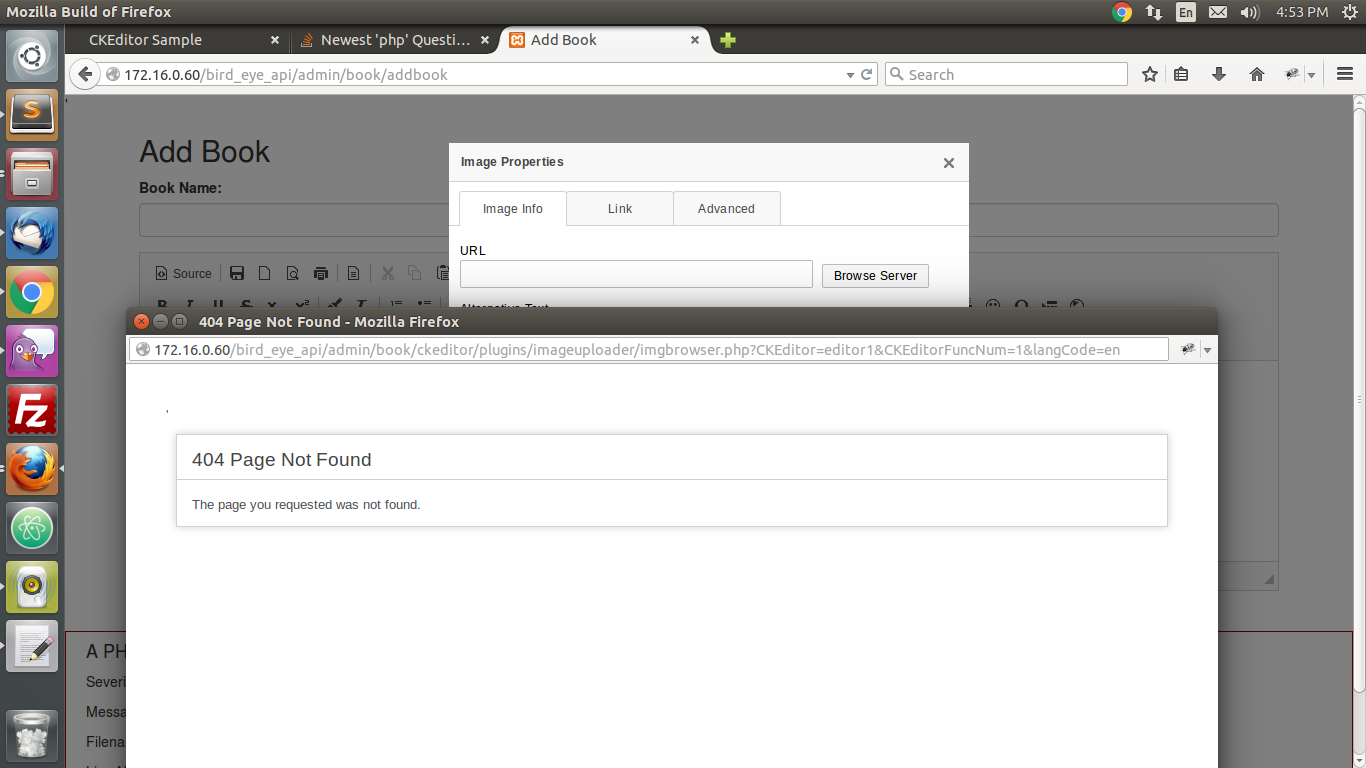 Mozilla Build of Firefox
En
4:53 PM
CKEditor Sample
Newest 'php' Questi...
Add Book
172.16.0.60/bird_eye_api/admin/book/addbook
Search
Add Book
Book Name:
Image Properties
Image Info
Link
Advanced
URL
Browse Server
Source
404 Page Not Found - Mozilla Firefox
172.16.0.60/bird_eye_api/admin/book/ckeditor/plugins/imageuploader/imgbrowser.php?CKEditor=editor1&CKEditorFuncNum=1&langCode=en
404 Page Not Found
The page you requested was not found.
A PH
Severi
Messa
Filena